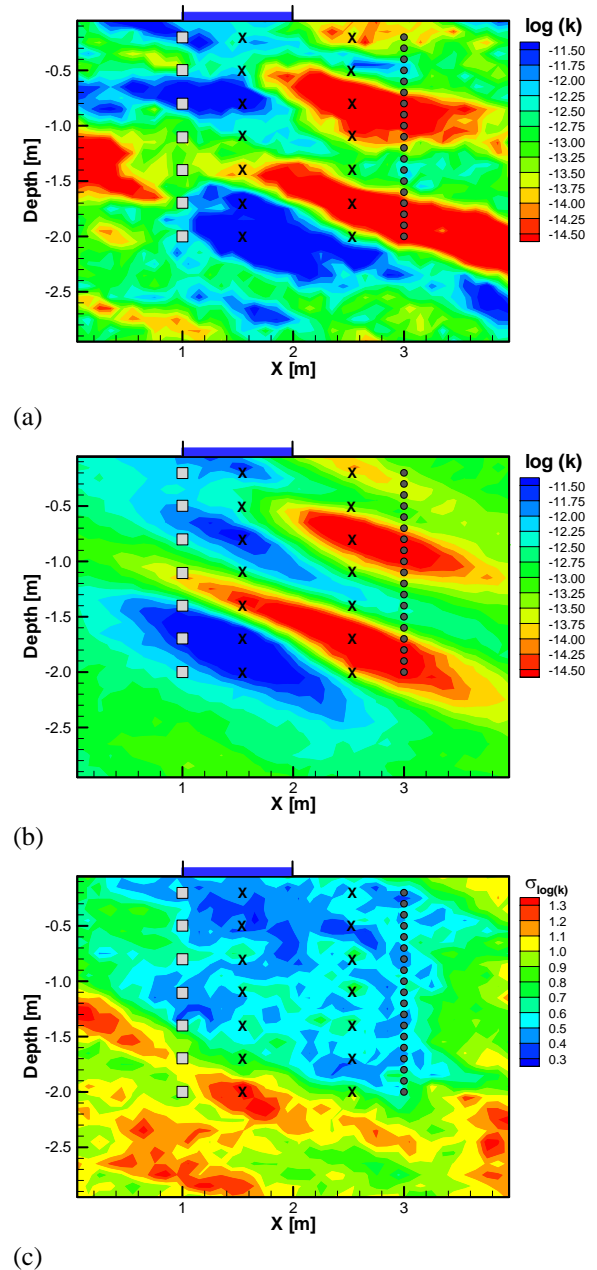 log (k)
-11.50
-12.00
-12.25
-12.50
-12.75
-13.00
-13.25
-13.50
-13.75
-14.00
-14.25
-14.50
-0.5
-1.0
-1.5
-2.0
-2.5
Depth [m]
X X
X X
X X
X X
X X
X X
X X
1 2 3
X [m]
(a)
log (k)
-11.50
-12.00
-12.25
-12.50
-12.75
-13.00
-13.25
-13.50
-13.75
-14.00
-14.25
-14.50
-0.5
-1.0
-1.5
-2.0
-2.5
Depth [m]
X X
X X
X X
X X
X X
X X
X X
1 2 3
X [m]
(b)
σlog(k)
1.3
1.2
1.1
1.0
0.9
0.8
0.7
0.6
0.5
0.4
0.3
-0.5
-1.0
-1.5
-2.0
-2.5
Depth [m]
X X
X X
X X
X X
X X
X X
X X
1 2 3
X [m]
(c)